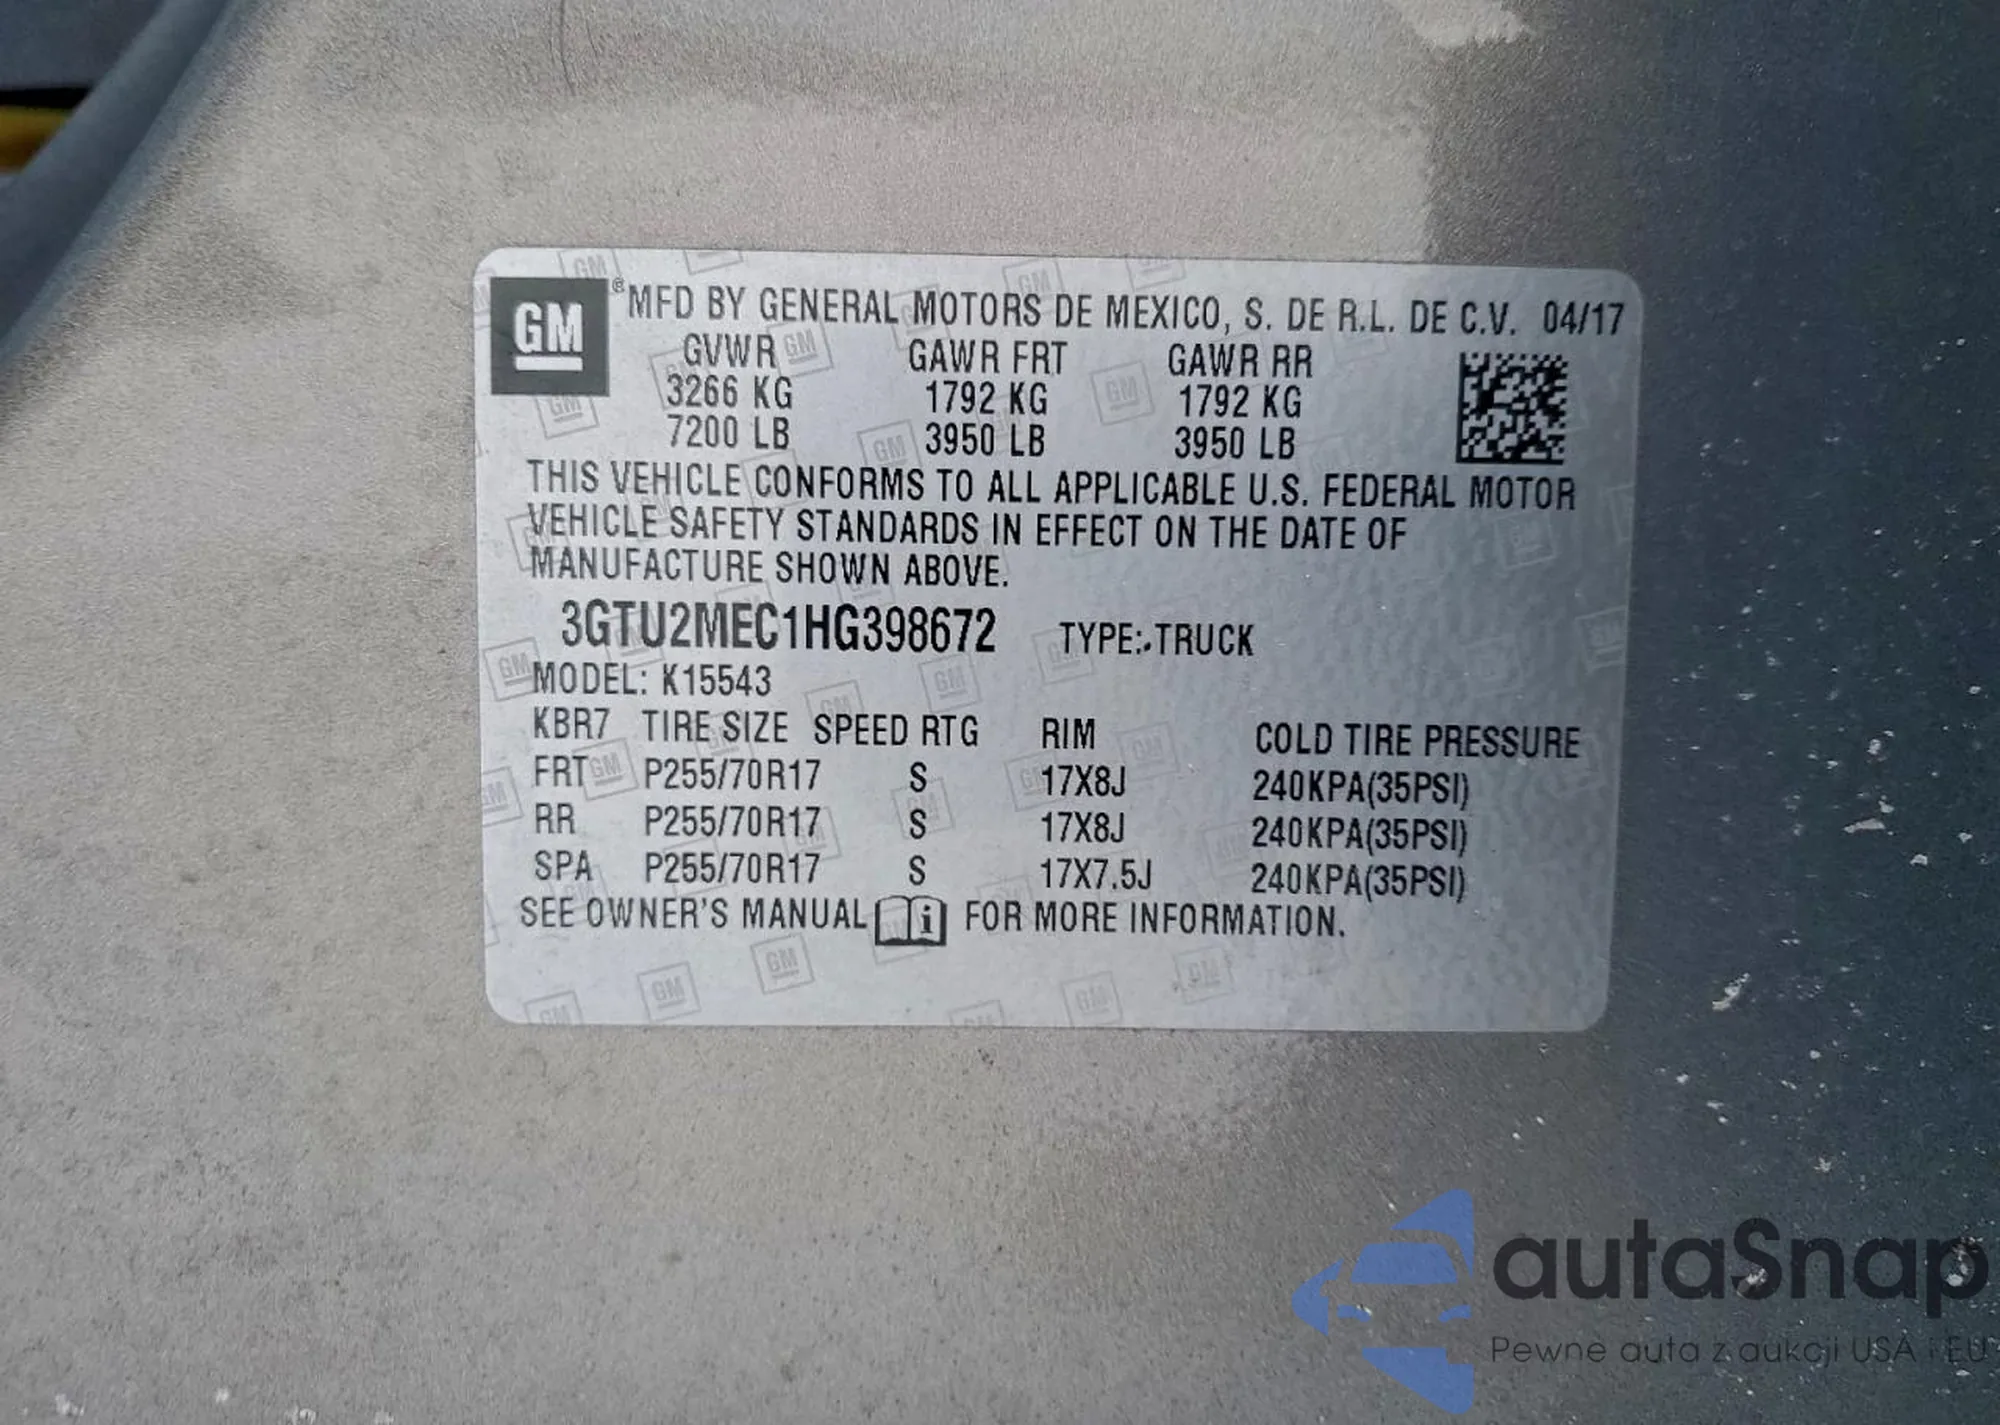 GM ® MFD BY GENERAL MOTORS DE MEXICO, S. DE R.L. DE C.V. 04/17
GVWR GAWR FRT GAWR RR
3266 KG 1792 KG 1792 KG
7200 LB 3950 LB 3950 LB
THIS VEHICLE CONFORMS TO ALL APPLICABLE U.S. FEDERAL MOTOR
VEHICLE SAFETY STANDARDS IN EFFECT ON THE DATE OF
MANUFACTURE SHOWN ABOVE.
3GTU2MEC1HG398672 TYPE: TRUCK
MODEL: K15543
KBR7 TIRE SIZE SPEED RTG RIM COLD TIRE PRESSURE
FRT P255/70R17 S 17X8J 240KPA(35PSI)
RR P255/70R17 S 17X8J 240KPA(35PSI)
SPA P255/70R17 S 17X7.5J 240KPA(35PSI)
SEE OWNER'S MANUAL i FOR MORE INFORMATION.
autaSnap
Pewne auta z aukcji USA i EU